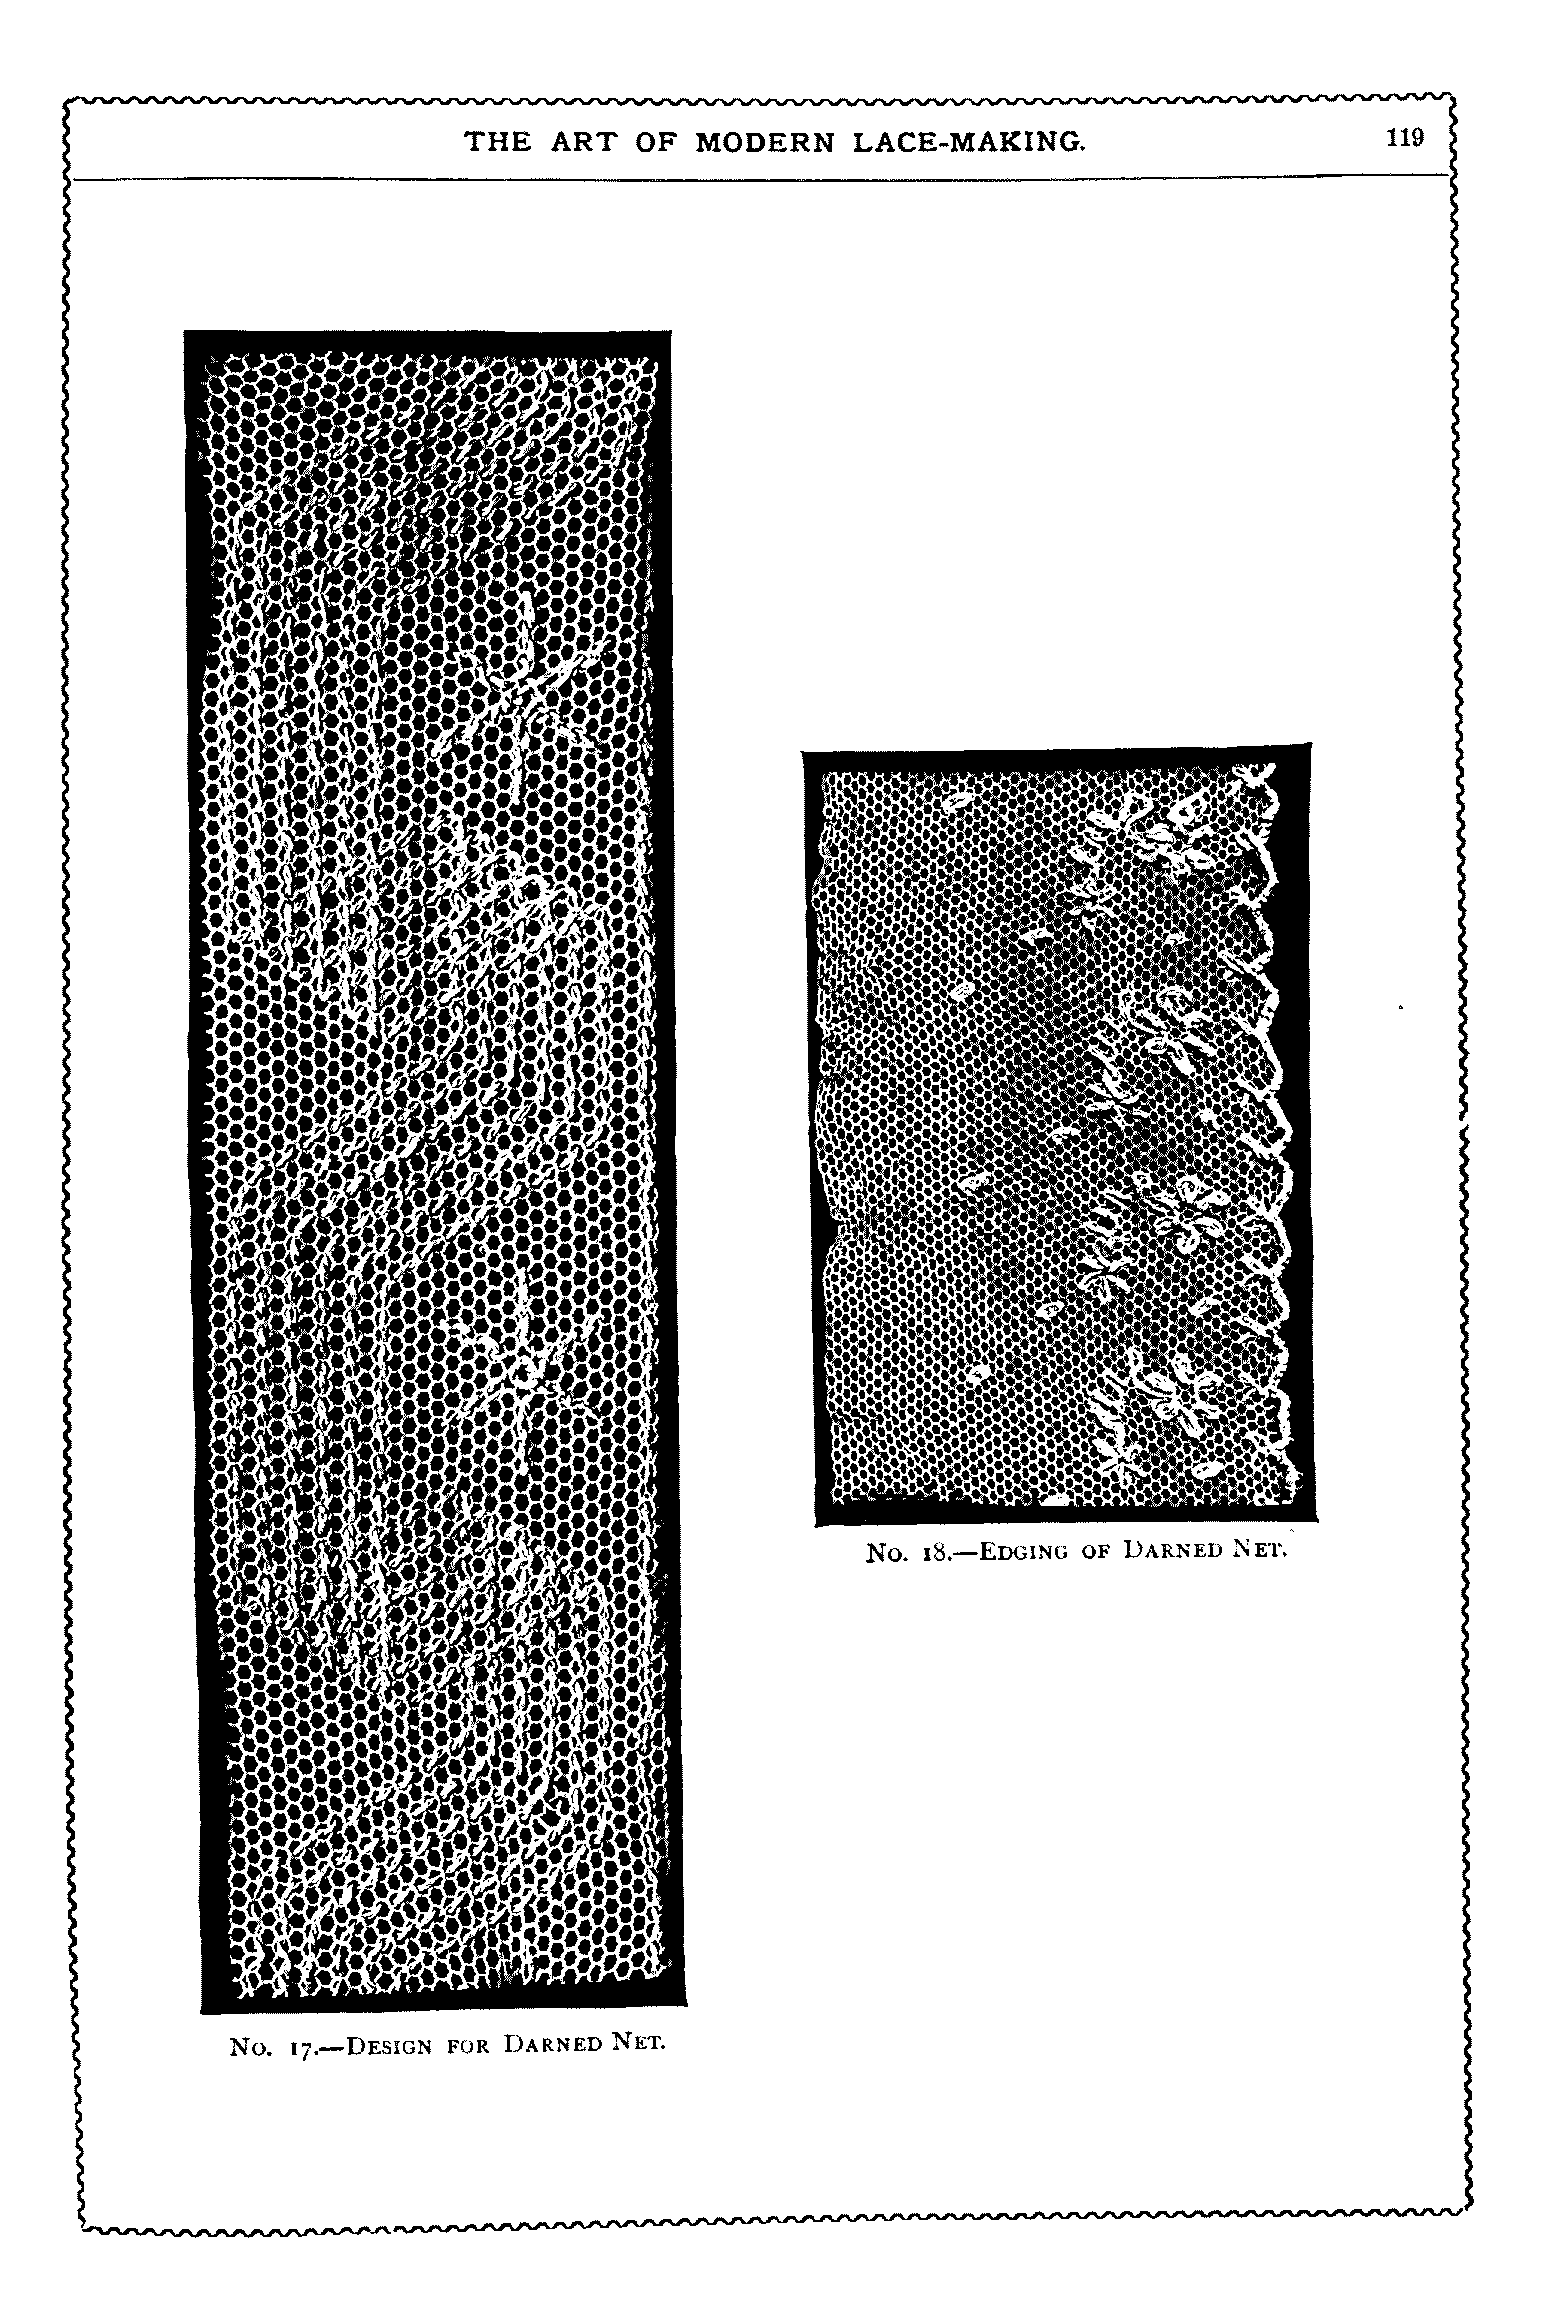 THE ART OF MODERN LACE-MAKING. 119
No. 18.—Edging of Darned Net.
No. 17.—Design for Darned Net.